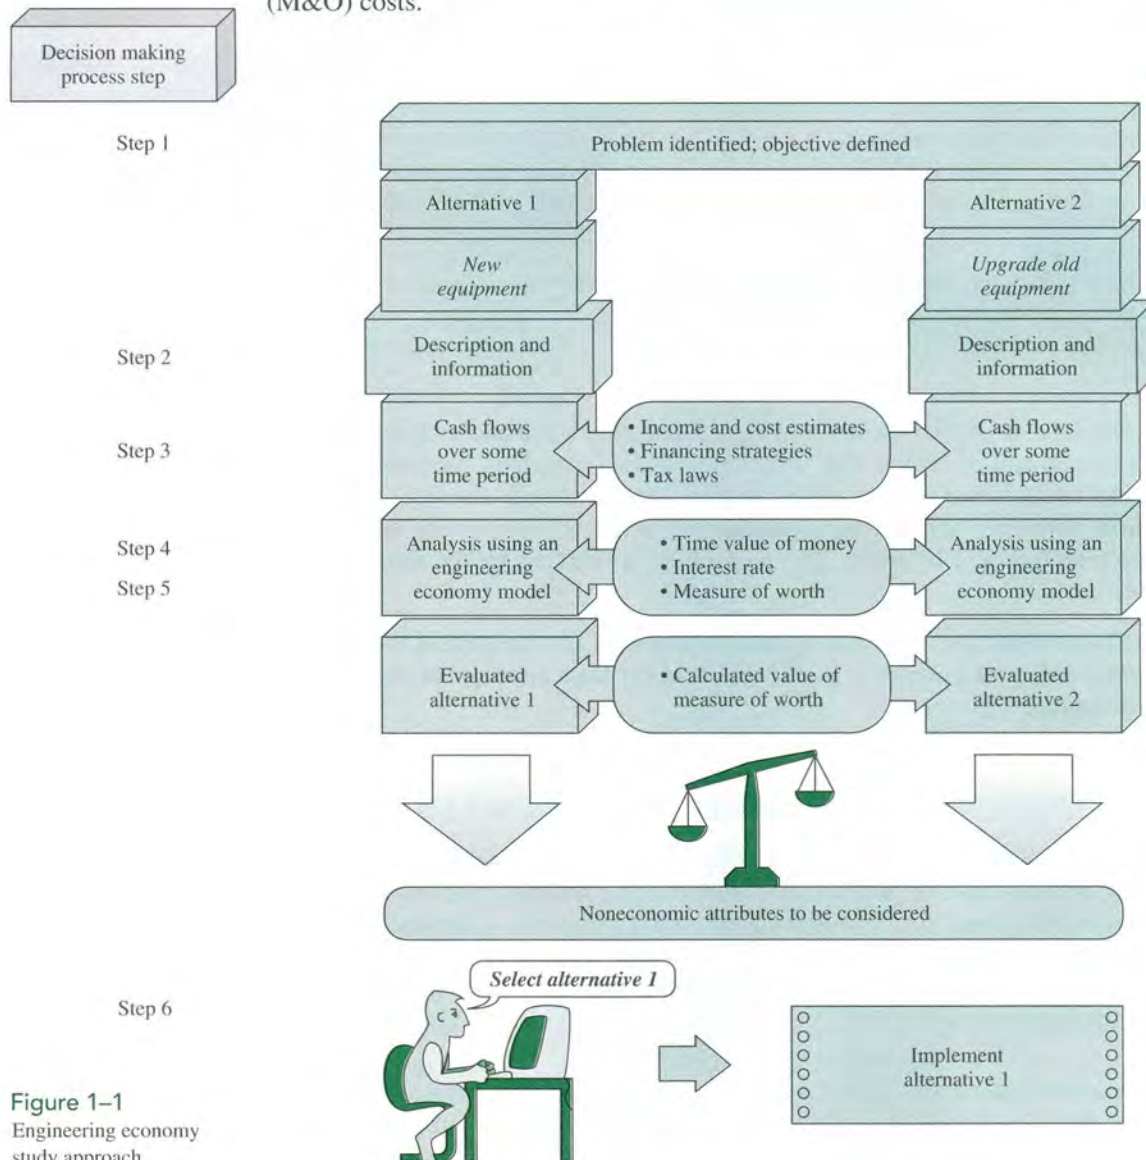 (M&O) costs.
Decision making
process step
Step 1
Problem identified; objective defined
Alternative 1
Alternative 2
New
equipment
Upgrade old
equipment
Step 2
Description and
information
Description and
information
Step 3
Cash flows
over some
time period
• Income and cost estimates
• Financing strategies
• Tax laws
Cash flows
over some
time period
Step 4
Step 5
Analysis using an
engineering
economy model
• Time value of money
• Interest rate
• Measure of worth
Analysis using an
engineering
economy model
Evaluated
alternative 1
• Calculated value of
measure of worth
Evaluated
alternative 2
Noneconomic attributes to be considered
Step 6
Select alternative 1
Implement
alternative 1
Figure 1–1
Engineering economy
study approach